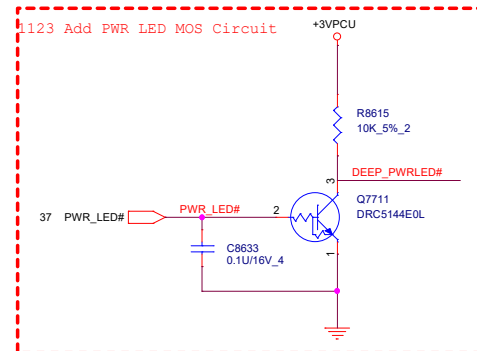 1123 Add PWR LED MOS Circuit
+3VPCU
R8615
10K_5%_2
DEEP_PWRLED#
3
Q7711
DRC5144E0L
37 PWR_LED#
PWR_LED#
2
C8633
0.1U/16V_4
1